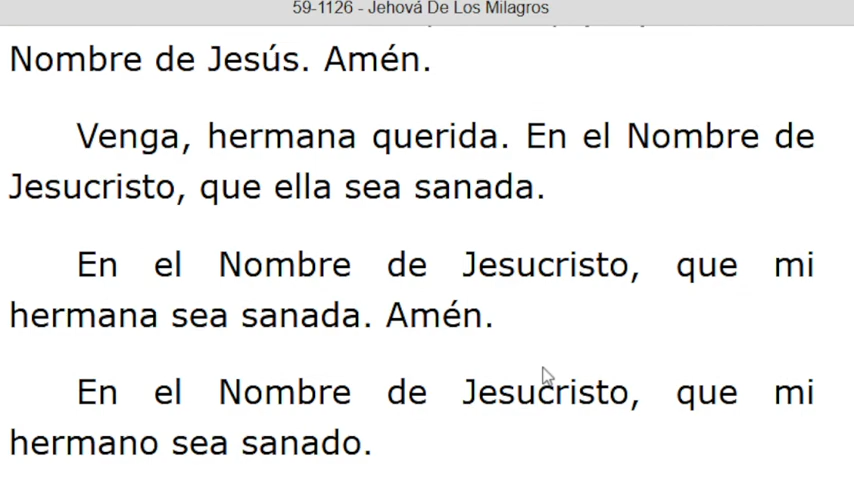 59-1126 - Jehová De Los Milagros
Nombre de Jesús. Amén.
Venga, hermana querida. En el Nombre de
Jesucristo, que ella sea sanada.
En el Nombre de Jesucristo, que mi
hermana sea sanada. Amén.
En el Nombre de Jesucristo, que mi
hermano sea sanado.